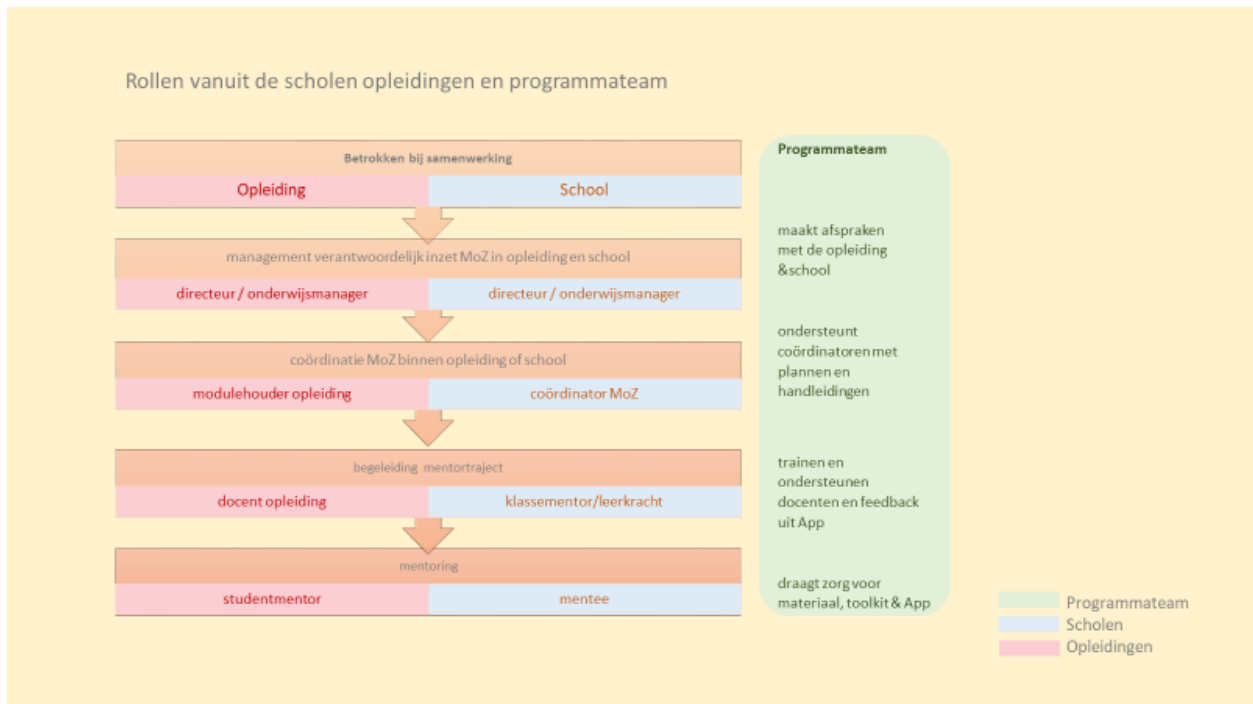 Rollen vanuit de scholen opleidingen en programmateam
Betrokken bij samenwerking
Opleiding
School
management verantwoordelijk inzet MoZ in opleiding en school
directeur / onderwijsmanager
directeur / onderwijsmanager
coördinatie MoZ binnen opleiding of school
modulehouder opleiding
coördinator MoZ
begeleiding mentortraject
docent opleiding
klassementor/leerkracht
mentoring
studentmentor
mentee
Programmateam
maakt afspraken
met de opleiding
&school
ondersteunt
coördinatoren met
plannen en
handleidingen
trainen en
ondersteunen
docenten en feedback
uit App
draagt zorg voor
materiaal, toolkit & App
Programmateam
Scholen
Opleidingen